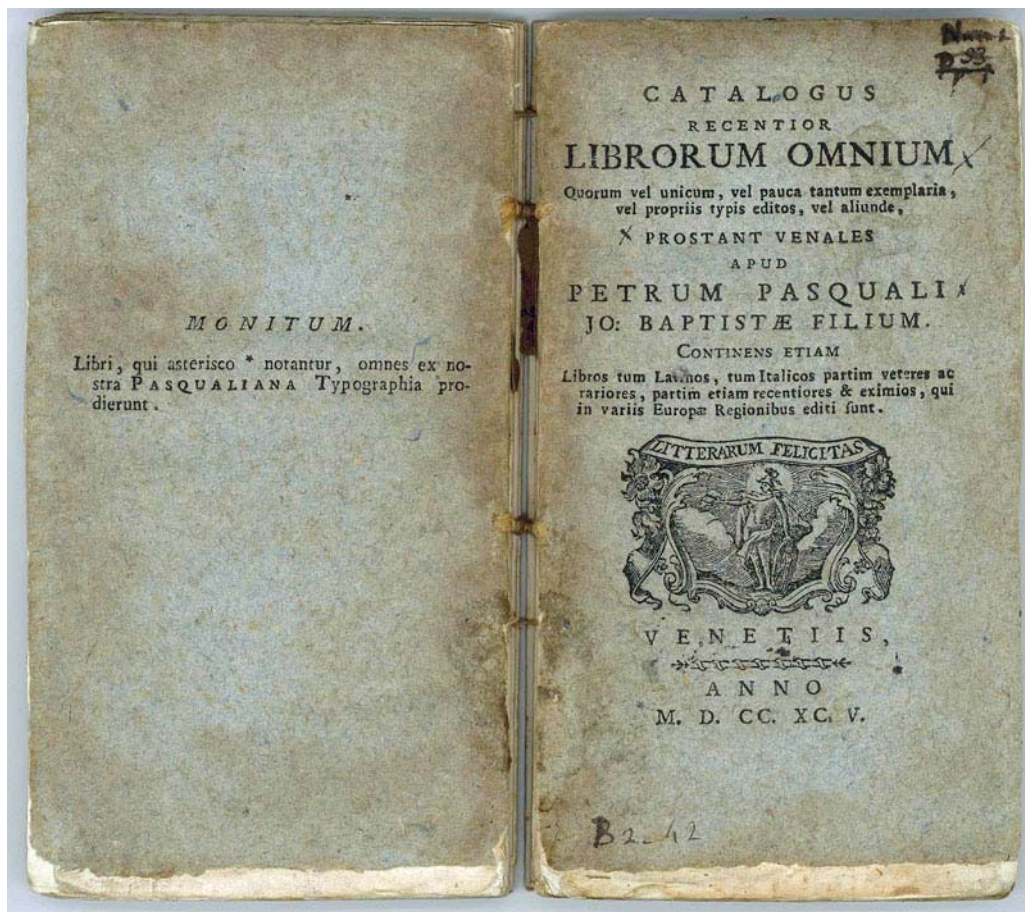 MONITUM.
Libri, qui asterisco * notantur, omnes ex no-
stra PASQUALIANA Typographia pro-
dierunt.
93
CATALOGUS
RECENTIOR
LIBRORUM OMNIUM
Quorum vel unicum, vel pauca tantum exemplaria,
vel propriis typis editos, vel aliunde,
PROSTANT VENALES
APUD
PETRUM PASQUALI
JO: BAPTISTÆ FILIUM.
CONTINENS ETIAM
Libros tum Latinos, tum Italicos partim veteres ac
rariores, partim etiam recentiores & eximios, qui
in variis Europæ Regionibus editi sunt.
LITTERARUM FELICITAS
VENETIIS,
ANNO
M. D. CC. XC. V.
B2-42